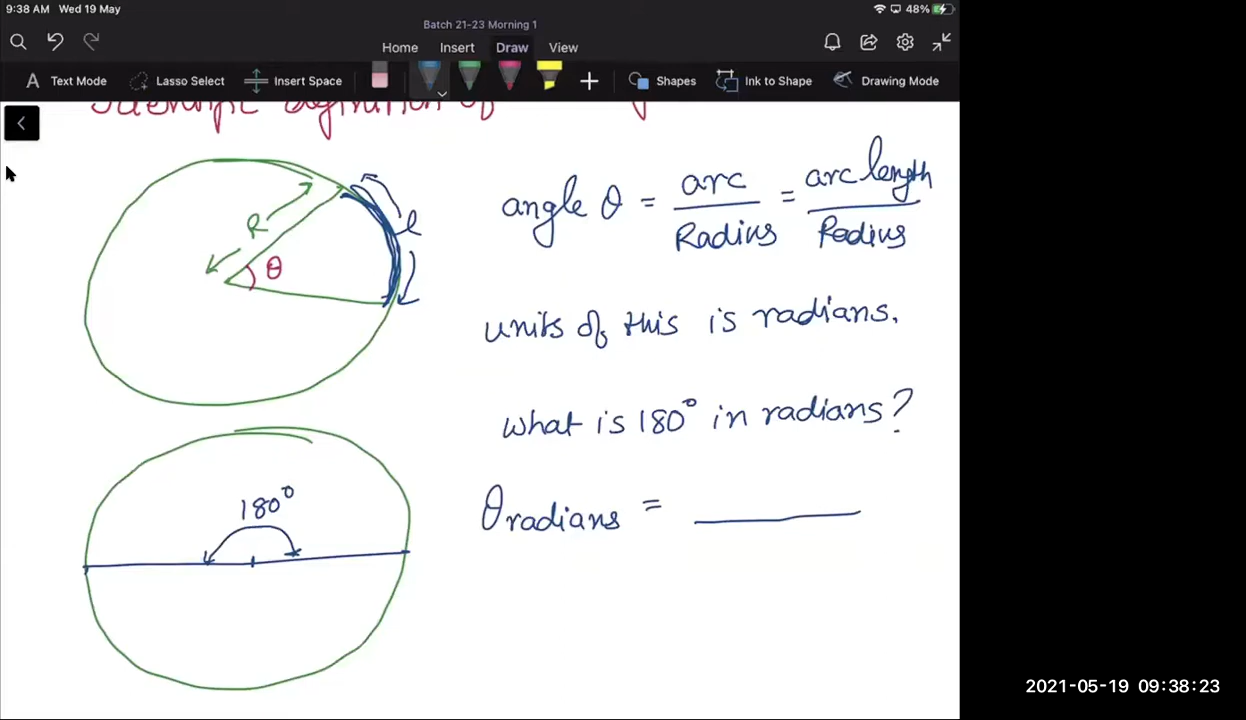 9:38 AM Wed 19 May
48%
Batch 21-23 Morning 1
Home Insert Draw View
Text Mode Lasso Select Insert Space Shapes Ink to Shape Drawing Mode
definition of
angle θ = arc / Radius = arc length / Radius
R
l
θ
units of this is radians.
what is 180° in radians?
180°
θradians =
2021-05-19 09:38:23